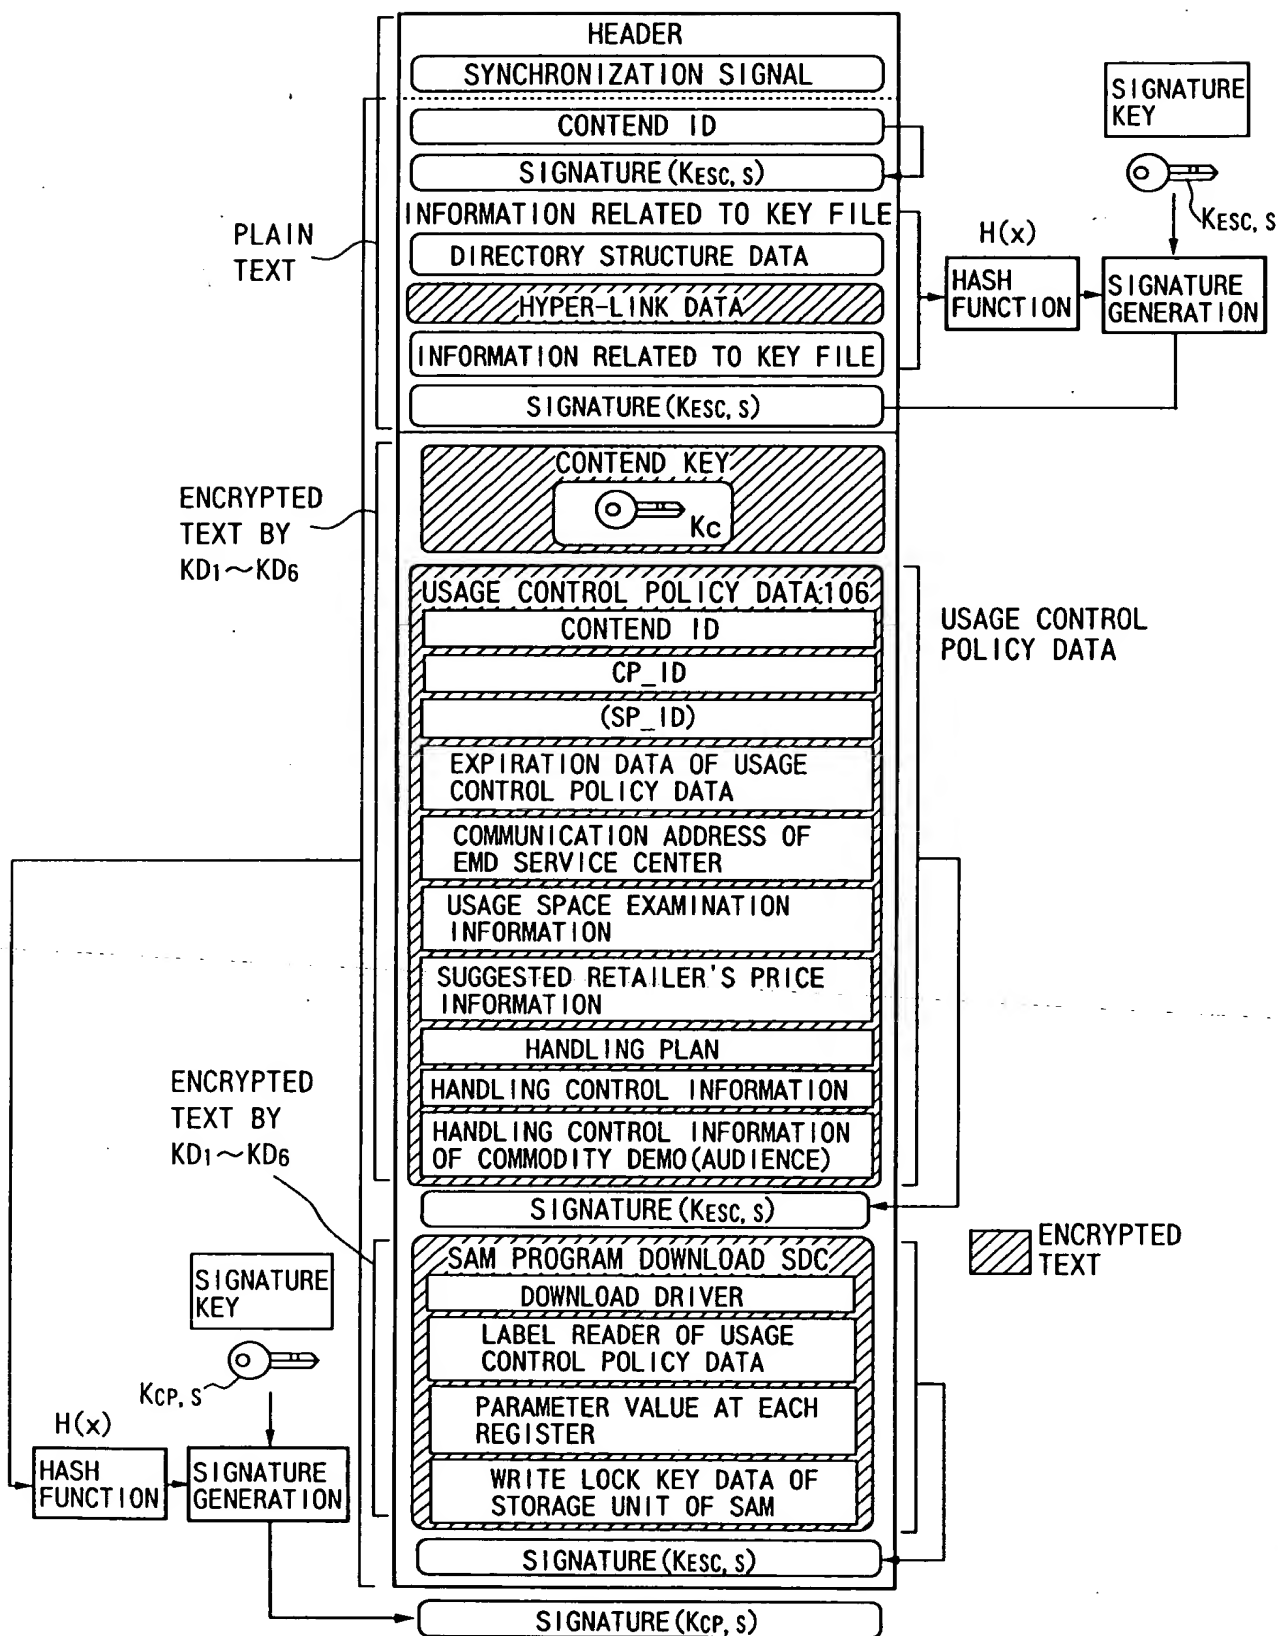 HEADER
SYNCHRONIZATION SIGNAL
CONTEND ID
SIGNATURE(KESC, S)
INFORMATION RELATED TO KEY FILE
DIRECTORY STRUCTURE DATA
HYPER-LINK DATA
INFORMATION RELATED TO KEY FILE
SIGNATURE(KESC, S)
PLAIN
TEXT
SIGNATURE
KEY
KESC, S
H(x)
HASH
FUNCTION
SIGNATURE
GENERATION
ENCRYPTED
TEXT BY
KD1~KD6
CONTEND KEY
KC
USAGE CONTROL POLICY DATA:106
CONTEND ID
CP_ID
(SP_ID)
EXPIRATION DATA OF USAGE
CONTROL POLICY DATA
COMMUNICATION ADDRESS OF
EMD SERVICE CENTER
USAGE SPACE EXAMINATION
INFORMATION
SUGGESTED RETAILER'S PRICE
INFORMATION
HANDLING PLAN
HANDLING CONTROL INFORMATION
HANDLING CONTROL INFORMATION
OF COMMODITY DEMO(AUDIENCE)
USAGE CONTROL
POLICY DATA
SIGNATURE(KESC, S)
ENCRYPTED
TEXT
ENCRYPTED
TEXT BY
KD1~KD6
SAM PROGRAM DOWNLOAD SDC
DOWNLOAD DRIVER
LABEL READER OF USAGE
CONTROL POLICY DATA
PARAMETER VALUE AT EACH
REGISTER
WRITE LOCK KEY DATA OF
STORAGE UNIT OF SAM
SIGNATURE(KESC, S)
SIGNATURE
KEY
KCP, S
H(x)
HASH
FUNCTION
SIGNATURE
GENERATION
SIGNATURE(KCP, S)